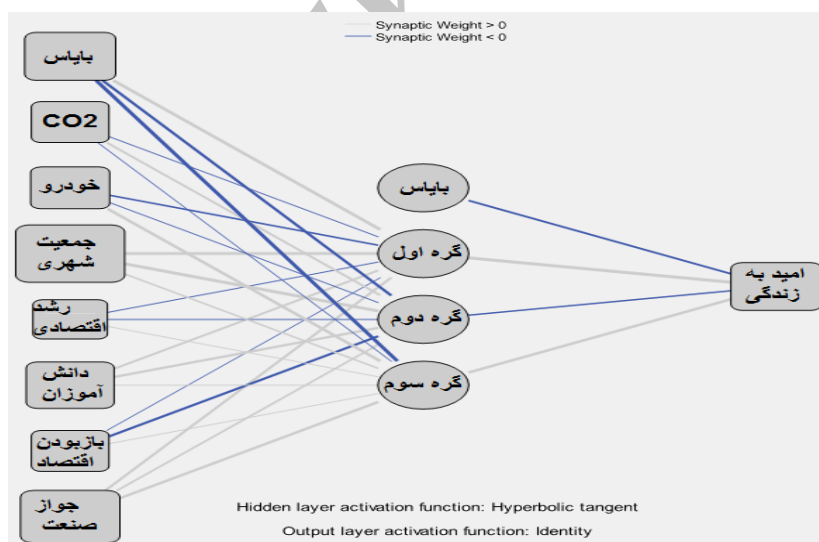 Synaptic Weight > 0
Synaptic Weight < 0
بایاس
CO2
خودرو
جمعیت
شهری
رشد
اقتصادی
دانش
آموزان
بازبودن
اقتصاد
جواز
صنعت
بایاس
گره اول
گره دوم
گره سوم
امید به
زندگی
Hidden layer activation function: Hyperbolic tangent
Output layer activation function: Identity